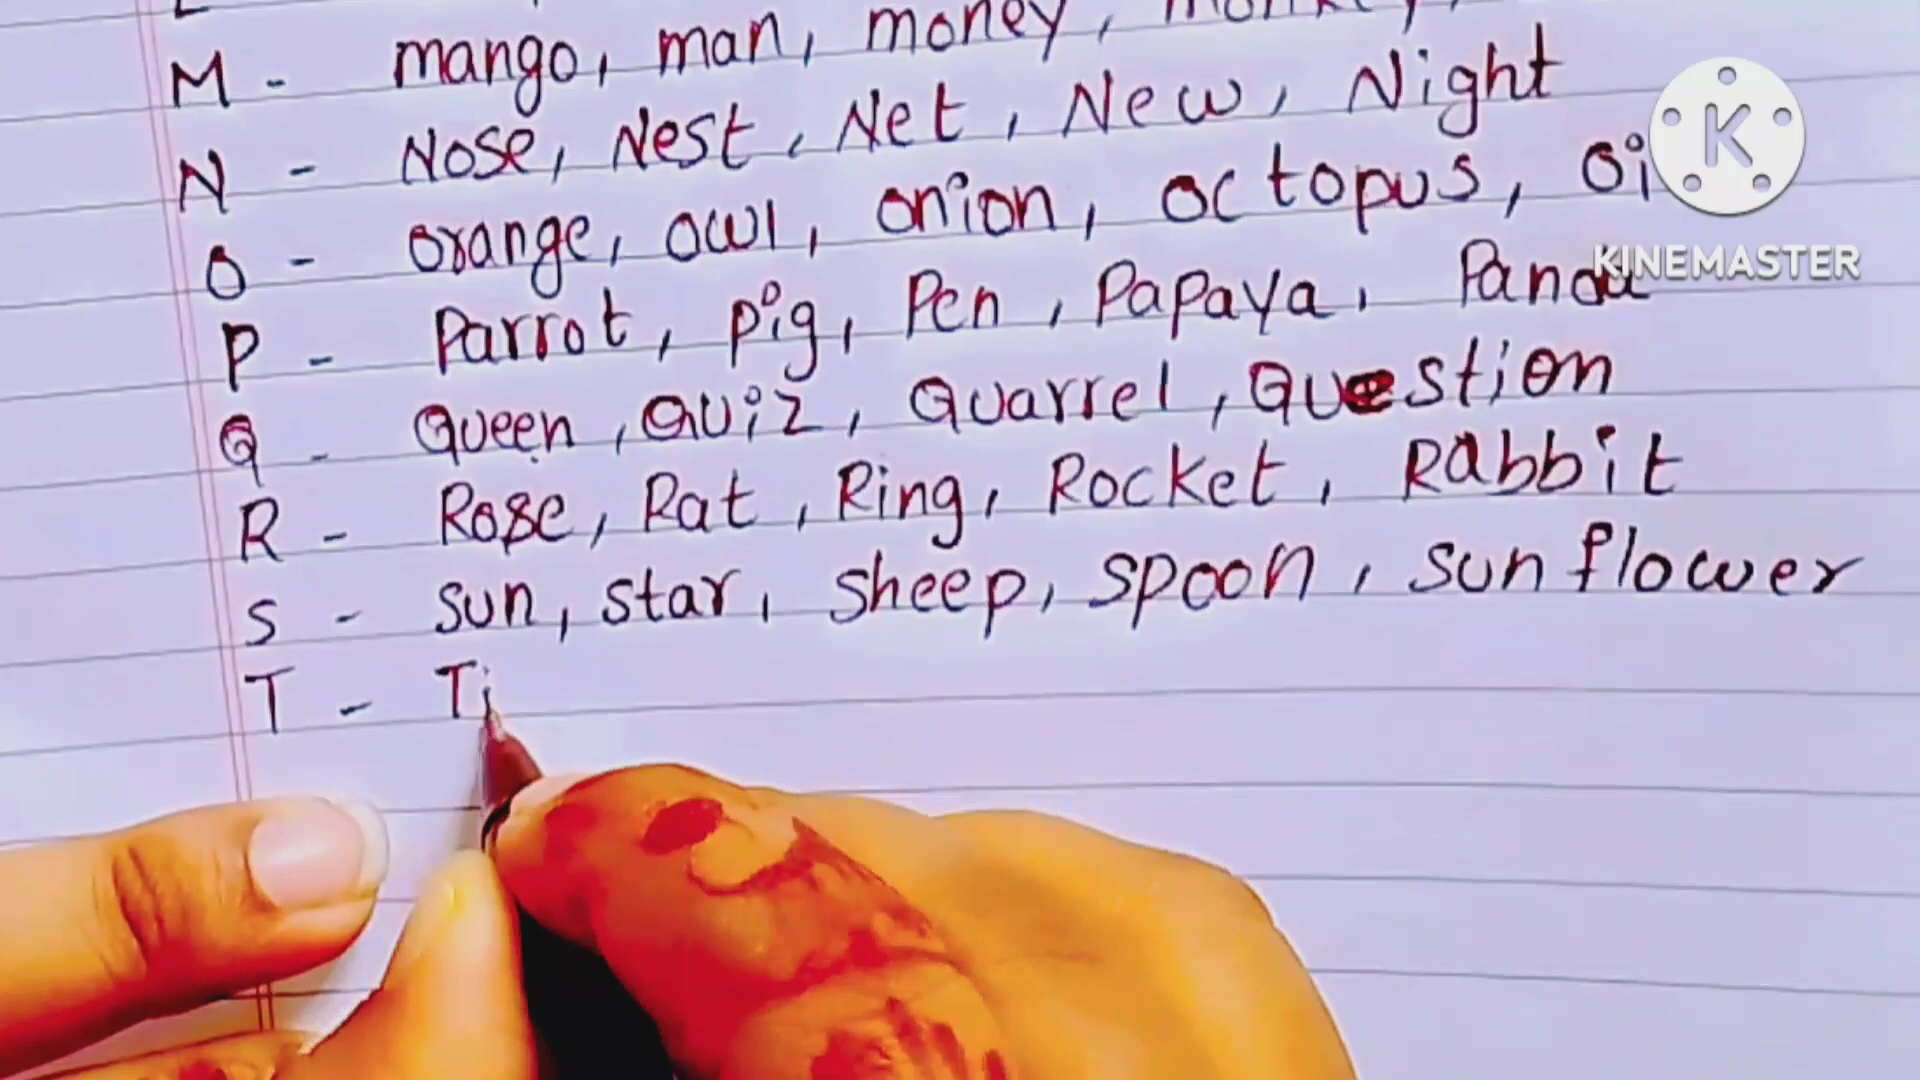 M - mango, man, money,
N - Nose, Nest, Net, New, Night
O - orange, owl, onion, octopus,
P - Parrot, Pig, Pen, Papaya, Panda
Q - Queen, Quiz, Quarrel, Question
R - Rose, Rat, Ring, Rocket, Rabbit
S - Sun, Star, Sheep, Spoon, Sunflower
T - Ti
K
KINEMASTER